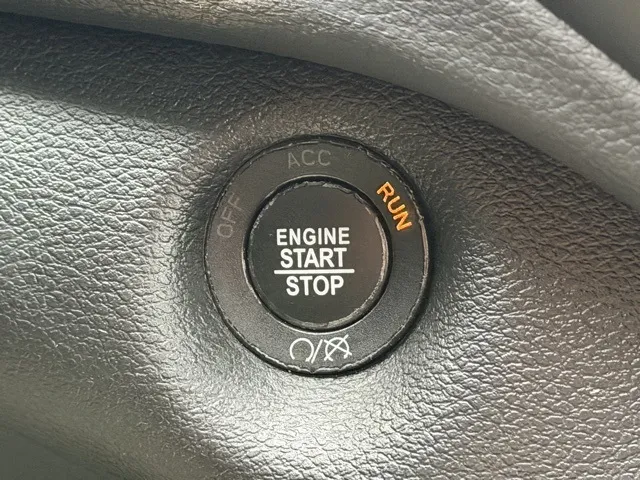 ACC
OFF
RUN
ENGINE
START
STOP